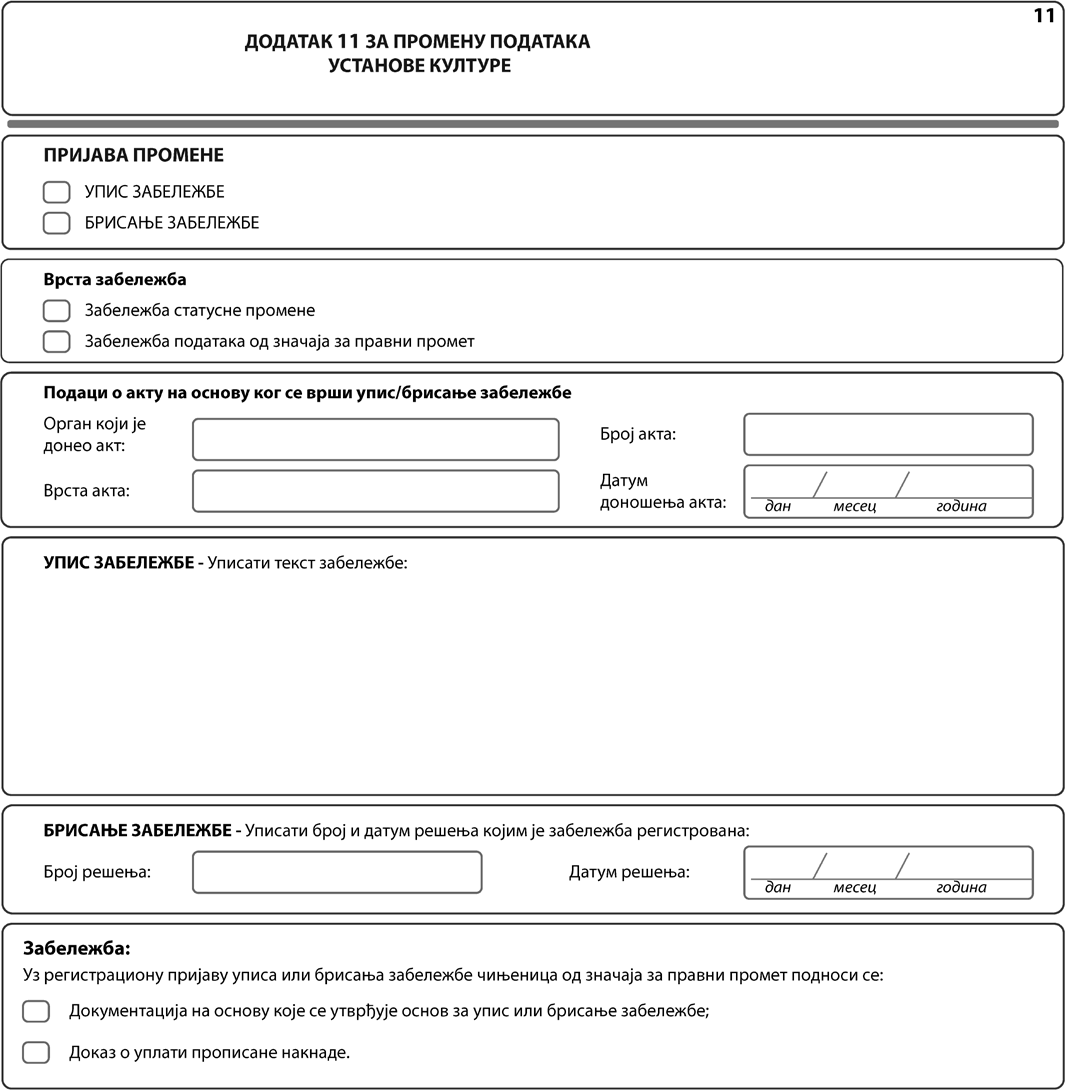 11
ДОДАТАК 11 ЗА ПРОМЕНУ ПОДАТАКА
УСТАНОВЕ КУЛТУРЕ
ПРИЈАВА ПРОМЕНЕ
УПИС ЗАБЕЛЕЖБЕ
БРИСАЊЕ ЗАБЕЛЕЖБЕ
Врста забележба
Забележба статусне промене
Забележба података од значаја за правни промет
Подаци о акту на основу ког се врши упис/брисање забележбе
Орган који је
донео акт:
Број акта:
Врста акта:
Датум
доношења акта:
дан месец година
УПИС ЗАБЕЛЕЖБЕ - Уписати текст забележбе:
БРИСАЊЕ ЗАБЕЛЕЖБЕ - Уписати број и датум решења којим је забележба регистрована:
Број решења:
Датум решења:
дан месец година
Забележба:
Уз регистрациону пријаву уписа или брисања забележбе чињеница од значаја за правни промет подноси се:
Документација на основу које се утврђује основ за упис или брисање забележбе;
Доказ о уплати прописане накнаде.